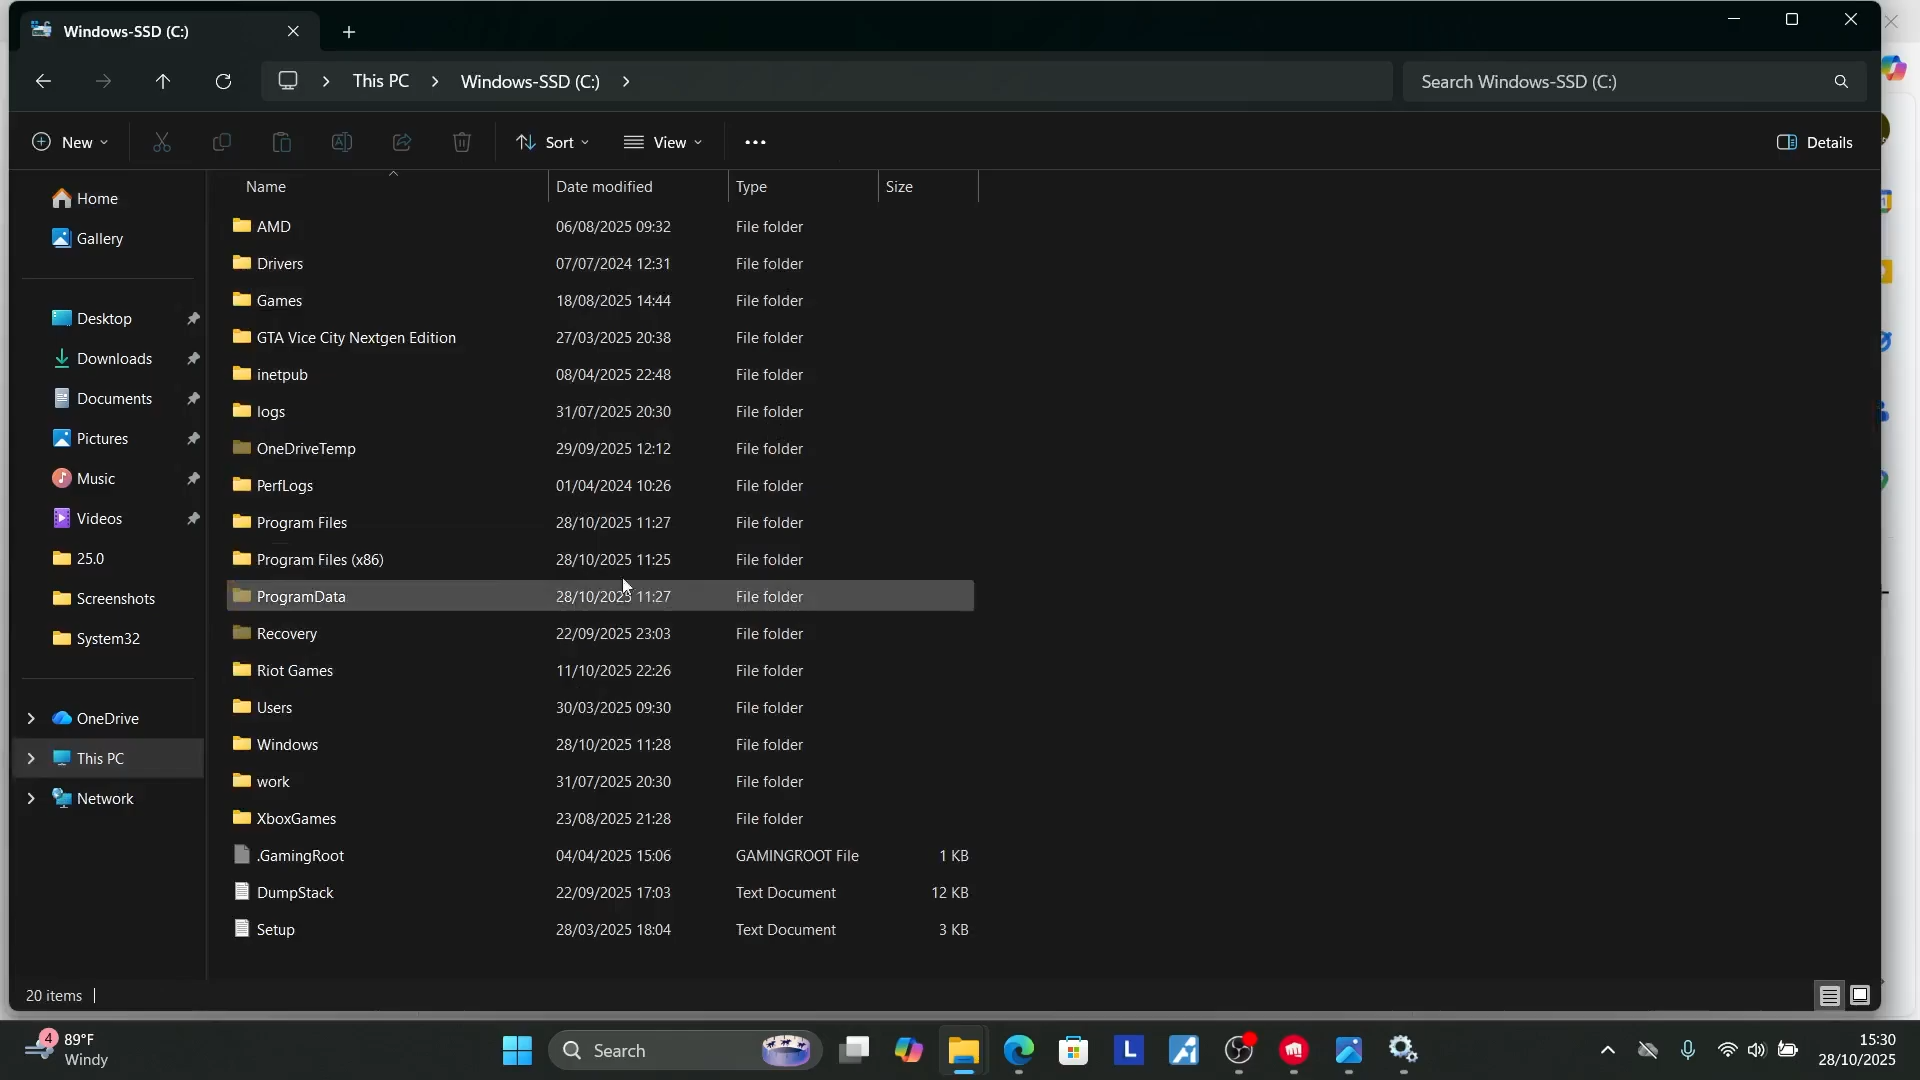 Windows-SSD (C:)
This PC
Windows-SSD (C:)
Search Windows-SSD (C:)
New
Sort
View
Details
Name
Date modified
Type
Size
Home
Gallery
Desktop
Downloads
Documents
Pictures
Music
Videos
25.0
Screenshots
System32
OneDrive
This PC
Network
AMD 06/08/2025 09:32 File folder
Drivers 07/07/2024 12:31 File folder
Games 18/08/2025 14:44 File folder
GTA Vice City Nextgen Edition 27/03/2025 20:38 File folder
inetpub 08/04/2025 22:48 File folder
logs 31/07/2025 20:30 File folder
OneDriveTemp 29/09/2025 12:12 File folder
PerfLogs 01/04/2024 10:26 File folder
Program Files 28/10/2025 11:27 File folder
Program Files (x86) 28/10/2025 11:25 File folder
ProgramData 28/10/2025 11:27 File folder
Recovery 22/09/2025 23:03 File folder
Riot Games 11/10/2025 22:26 File folder
Users 30/03/2025 09:30 File folder
Windows 28/10/2025 11:28 File folder
work 31/07/2025 20:30 File folder
XboxGames 23/08/2025 21:28 File folder
.GamingRoot 04/04/2025 15:06 GAMINGROOT File 1 KB
DumpStack 22/09/2025 17:03 Text Document 12 KB
Setup 28/03/2025 18:04 Text Document 3 KB
20 items
4
89°F
Windy
Search
L
15:30
28/10/2025